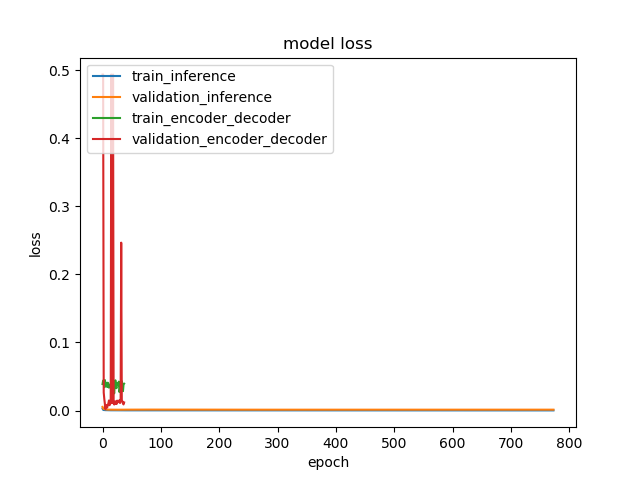 model loss
train_inference
validation_inference
train_encoder_decoder
validation_encoder_decoder
loss
0.5
0.4
0.3
0.2
0.1
0.0
0 100 200 300 400 500 600 700 800
epoch